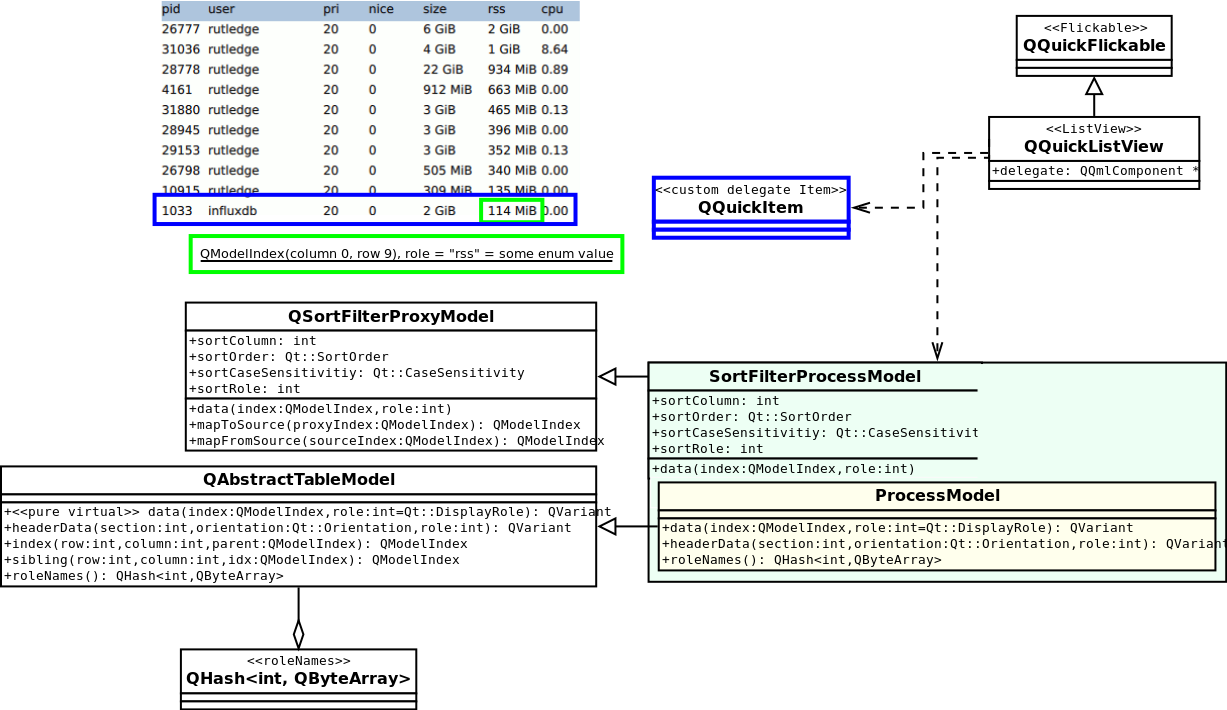 pid user pri nice size rss cpu
26777 rutledge 20 0 6 GiB 2 GiB 0.00
31036 rutledge 20 0 4 GiB 1 GiB 8.64
28778 rutledge 20 0 22 GiB 934 MiB 0.89
4161 rutledge 20 0 912 MiB 663 MiB 0.00
31880 rutledge 20 0 3 GiB 465 MiB 0.13
28945 rutledge 20 0 3 GiB 396 MiB 0.00
29153 rutledge 20 0 3 GiB 352 MiB 0.13
26798 rutledge 20 0 505 MiB 340 MiB 0.00
10915 rutledge 20 0 309 MiB 135 MiB 0.00
1033 influxdb 20 0 2 GiB 114 MiB 0.00
QModelIndex(column 0, row 9), role = "rss" = some enum value
<<Flickable>>
QQuickFlickable
<<ListView>>
QQuickListView
+delegate: QQmlComponent *
<<custom delegate Item>>
QQuickItem
QSortFilterProxyModel
+sortColumn: int
+sortOrder: Qt::SortOrder
+sortCaseSensitivitiy: Qt::CaseSensitivity
+sortRole: int
+data(index:QModelIndex,role:int)
+mapToSource(proxyIndex:QModelIndex): QModelIndex
+mapFromSource(sourceIndex:QModelIndex): QModelIndex
SortFilterProcessModel
+sortColumn: int
+sortOrder: Qt::SortOrder
+sortCaseSensitivitiy: Qt::CaseSensitivit
+sortRole: int
+data(index:QModelIndex,role:int)
QAbstractTableModel
+<<pure virtual>> data(index:QModelIndex,role:int=Qt::DisplayRole): QVariant
+headerData(section:int,orientation:Qt::Orientation,role:int): QVariant
+index(row:int,column:int,parent:QModelIndex): QModelIndex
+sibling(row:int,column:int,idx:QModelIndex): QModelIndex
+roleNames(): QHash<int,QByteArray>
ProcessModel
+data(index:QModelIndex,role:int=Qt::DisplayRole): QVariant
+headerData(section:int,orientation:Qt::Orientation,role:int): QVariant
+roleNames(): QHash<int,QByteArray>
<<roleNames>>
QHash<int, QByteArray>